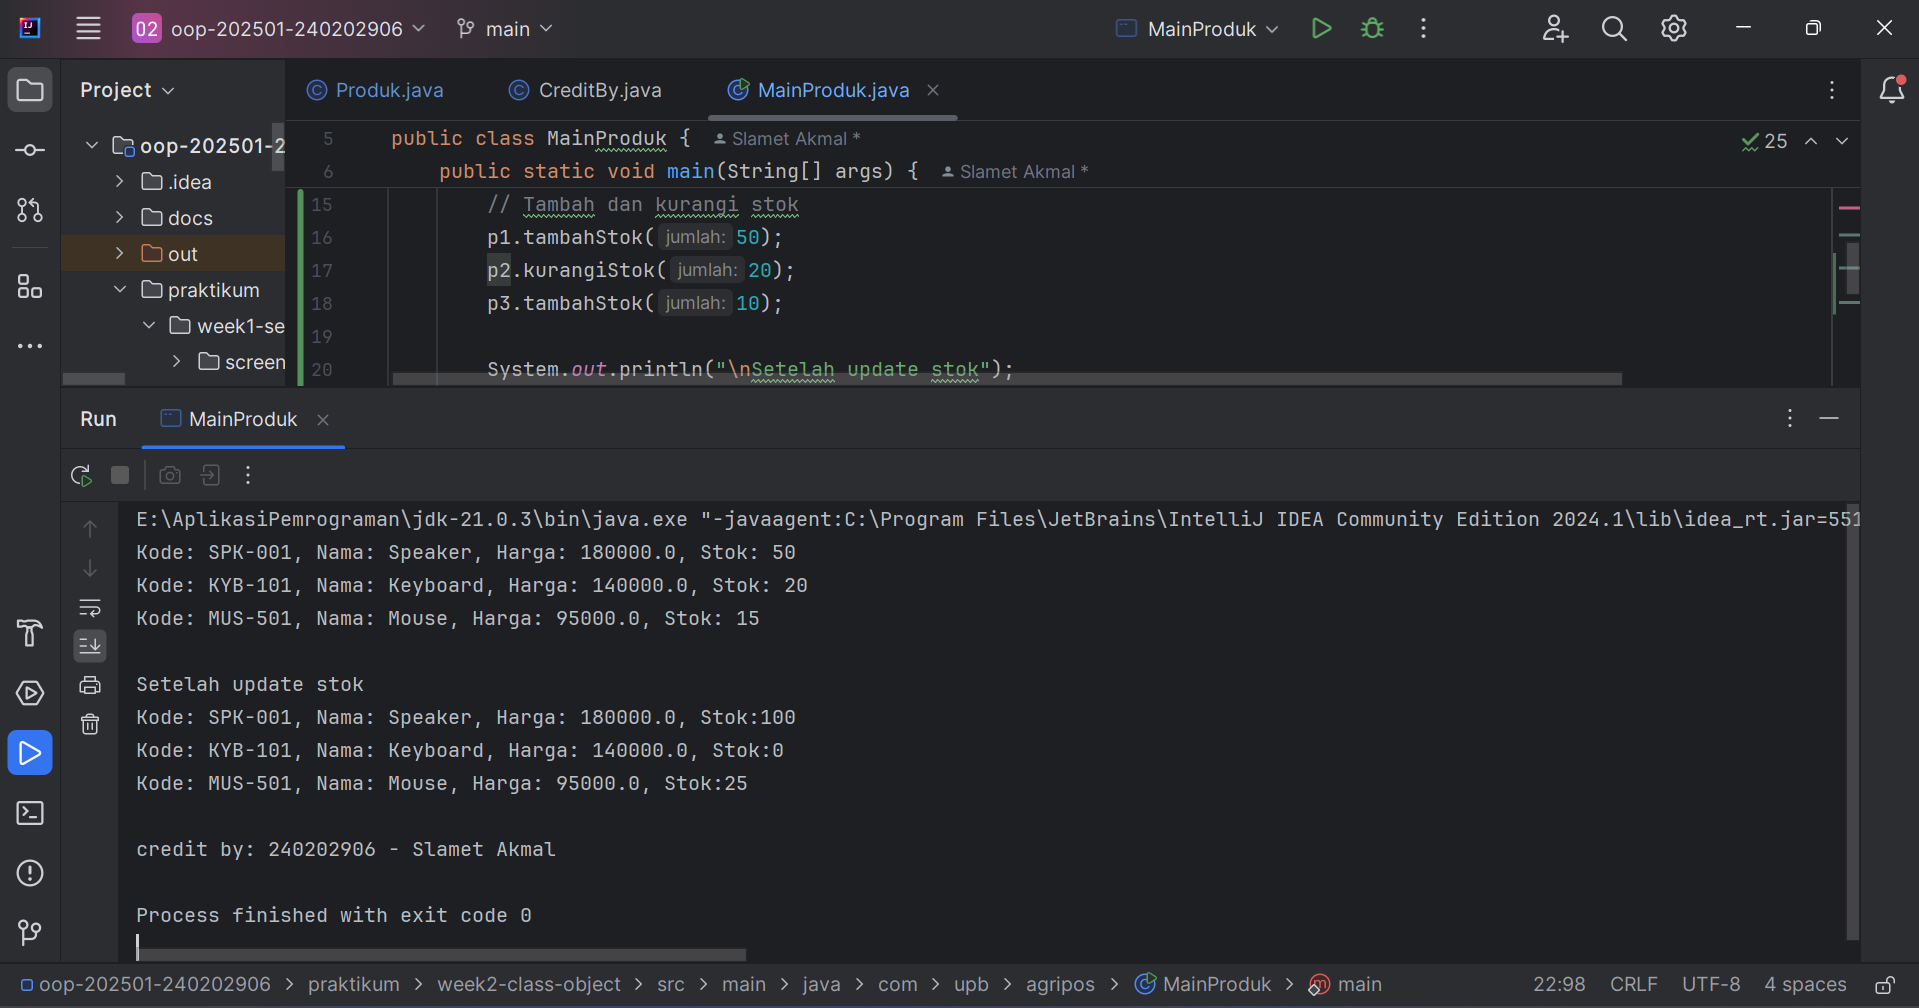 02 oop-202501-240202906 main MainProduk
Project
Produk.java CreditBy.java MainProduk.java
oop-202501-2
.idea
docs
out
praktikum
week1-se
screen
5 public class MainProduk { Slamet Akmal *
25
6 public static void main(String[] args) { Slamet Akmal *
15 // Tambah dan kurangi stok
16 p1.tambahStok( jumlah: 50);
17 p2.kurangiStok( jumlah: 20);
18 p3.tambahStok( jumlah: 10);
19
20 System.out.println("\nSetelah update stok");
Run MainProduk
E:\AplikasiPemrograman\jdk-21.0.3\bin\java.exe "-javaagent:C:\Program Files\JetBrains\IntelliJ IDEA Community Edition 2024.1\lib\idea_rt.jar=551
Kode: SPK-001, Nama: Speaker, Harga: 180000.0, Stok: 50
Kode: KYB-101, Nama: Keyboard, Harga: 140000.0, Stok: 20
Kode: MUS-501, Nama: Mouse, Harga: 95000.0, Stok: 15
Setelah update stok
Kode: SPK-001, Nama: Speaker, Harga: 180000.0, Stok:100
Kode: KYB-101, Nama: Keyboard, Harga: 140000.0, Stok:0
Kode: MUS-501, Nama: Mouse, Harga: 95000.0, Stok:25
credit by: 240202906 - Slamet Akmal
Process finished with exit code 0
oop-202501-240202906 > praktikum > week2-class-object > src > main > java > com > upb > agripos > MainProduk > main 22:98 CRLF UTF-8 4 spaces